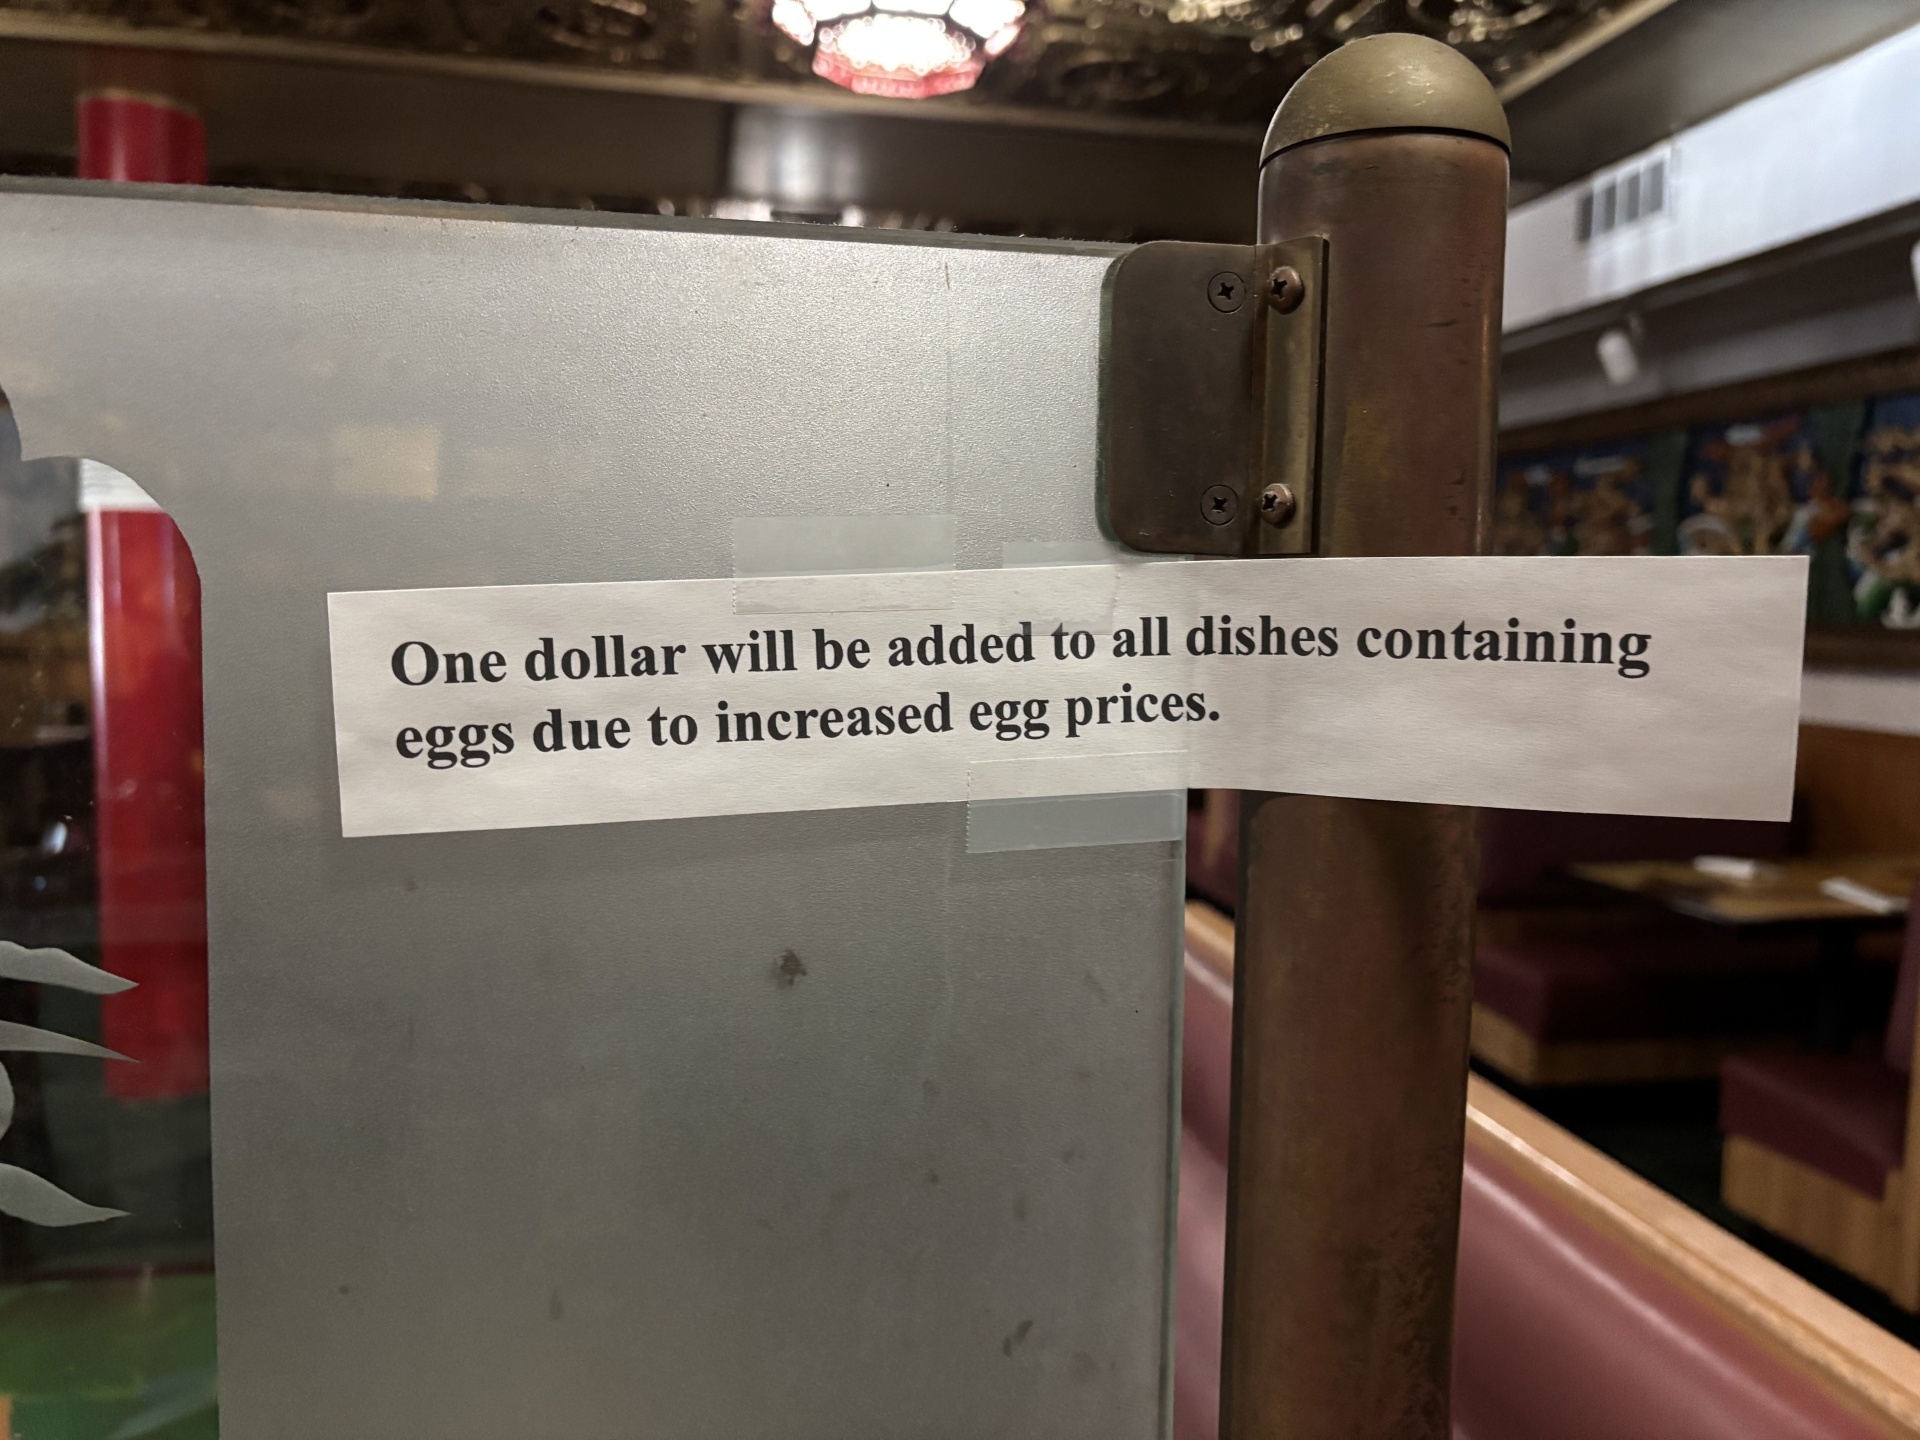 One dollar will be added to all dishes containing
eggs due to increased egg prices.